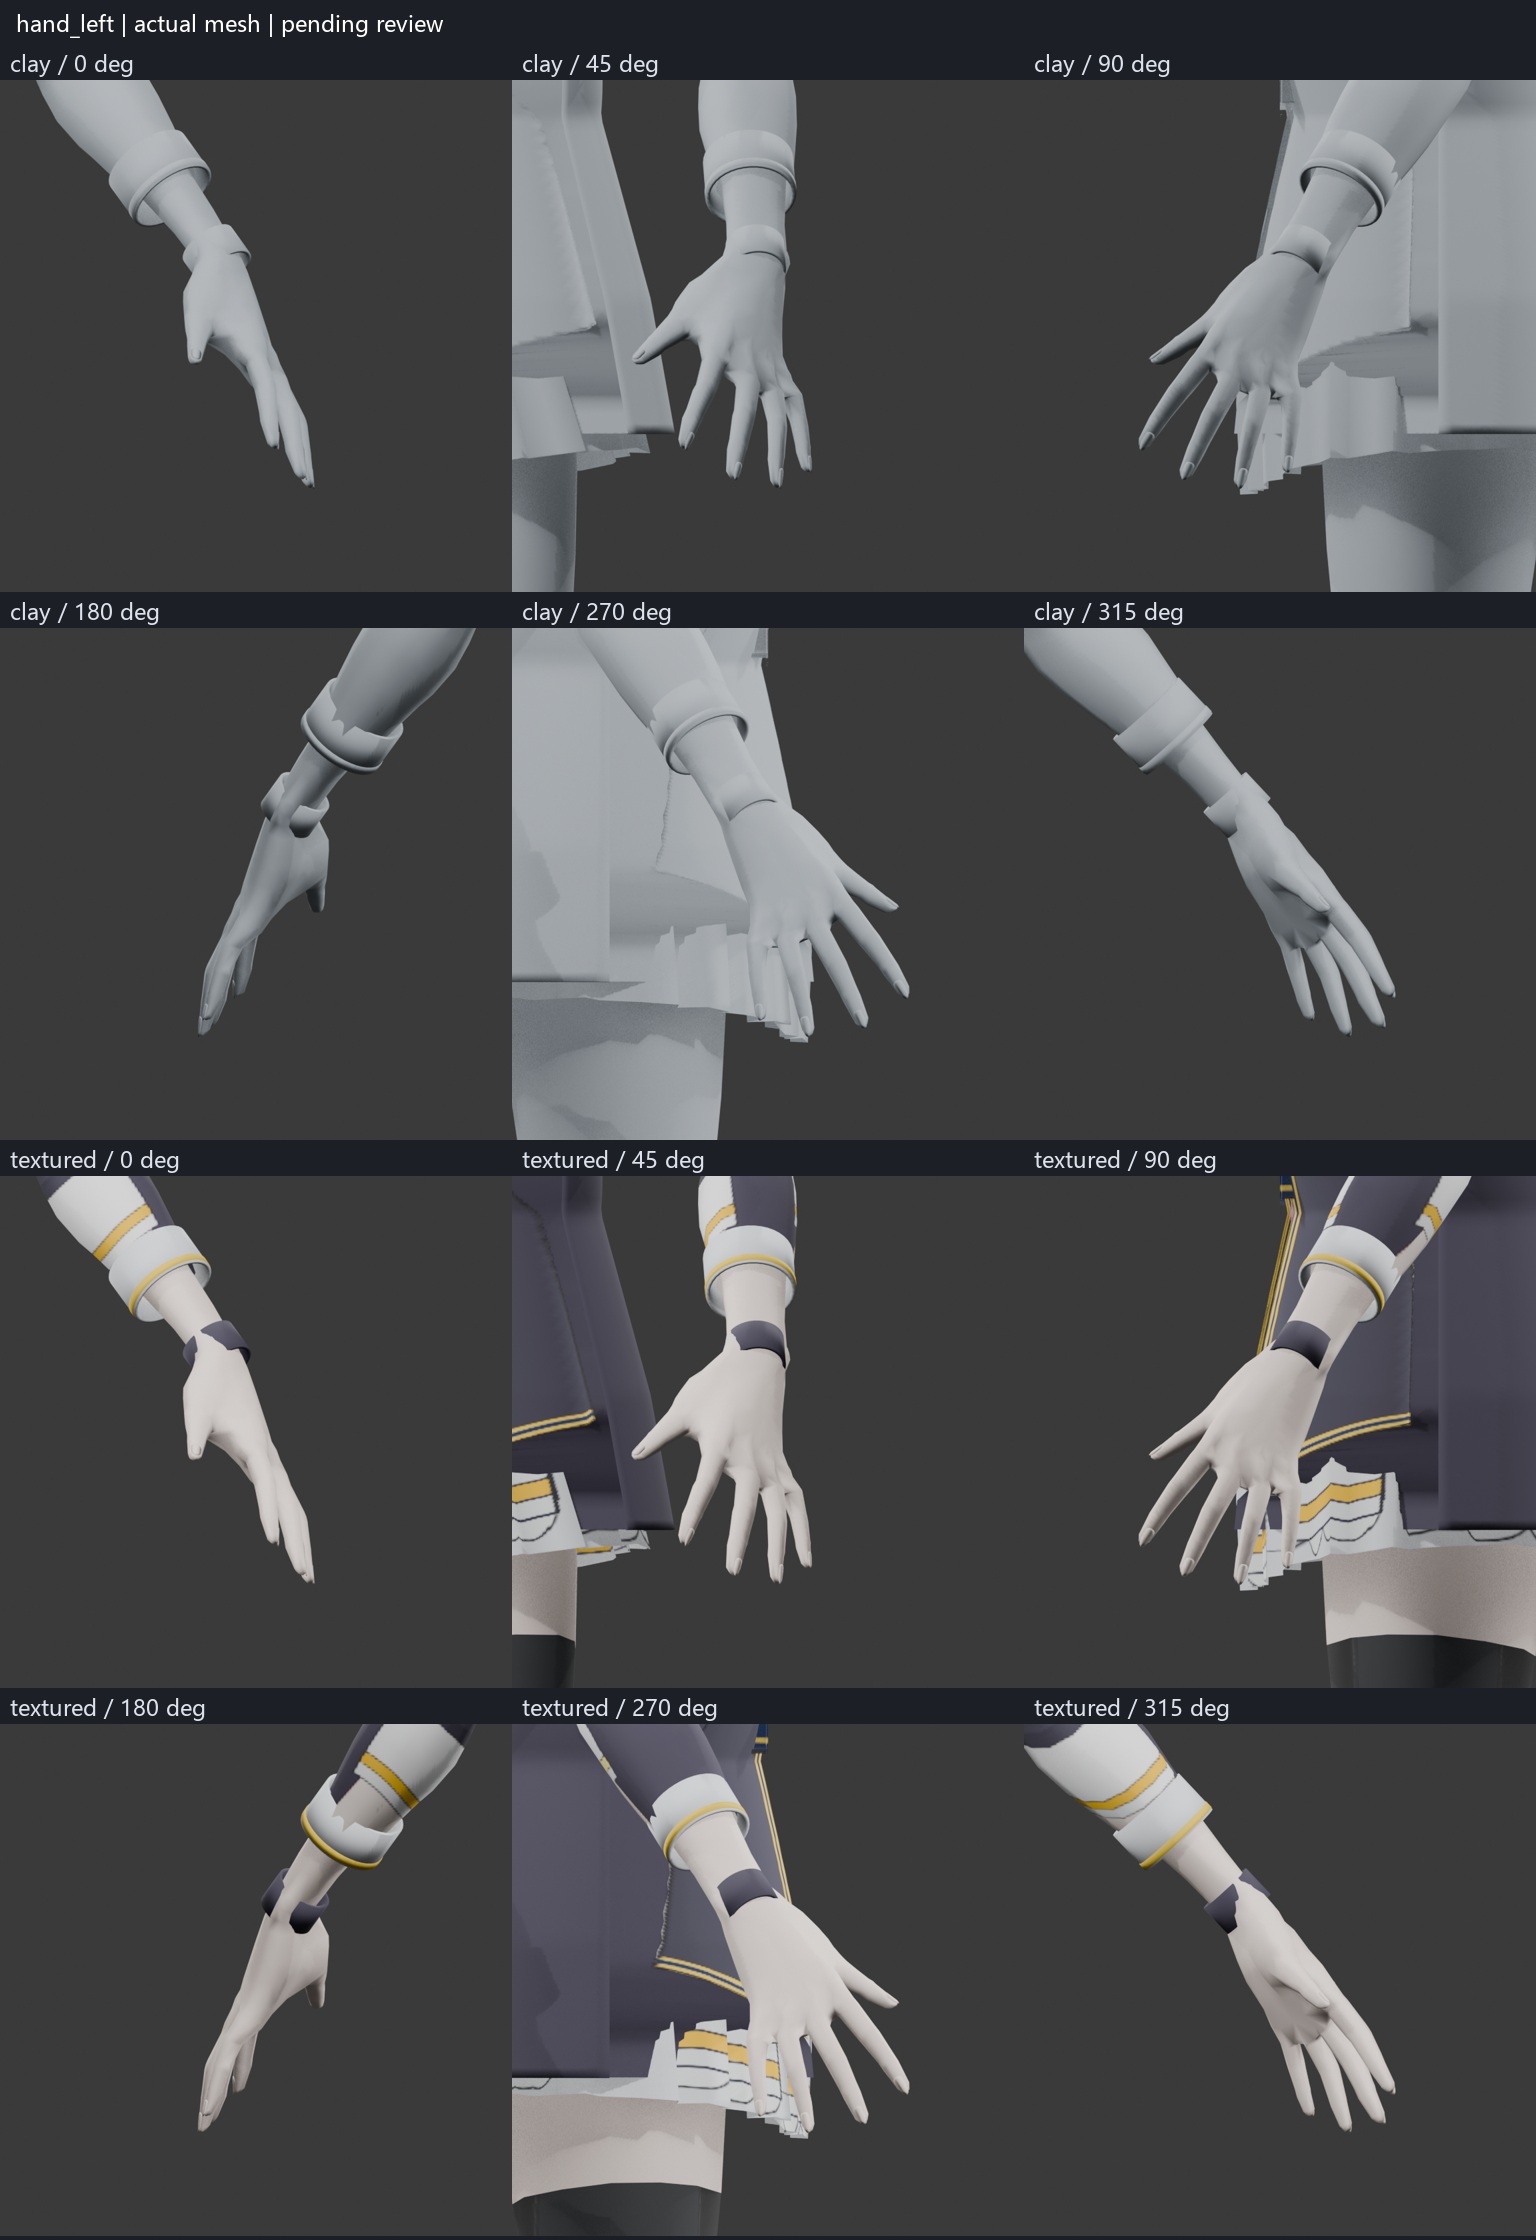 hand_left | actual mesh | pending review
clay / 0 deg
clay / 45 deg
clay / 90 deg
clay / 180 deg
clay / 270 deg
clay / 315 deg
textured / 0 deg
textured / 45 deg
textured / 90 deg
textured / 180 deg
textured / 270 deg
textured / 315 deg